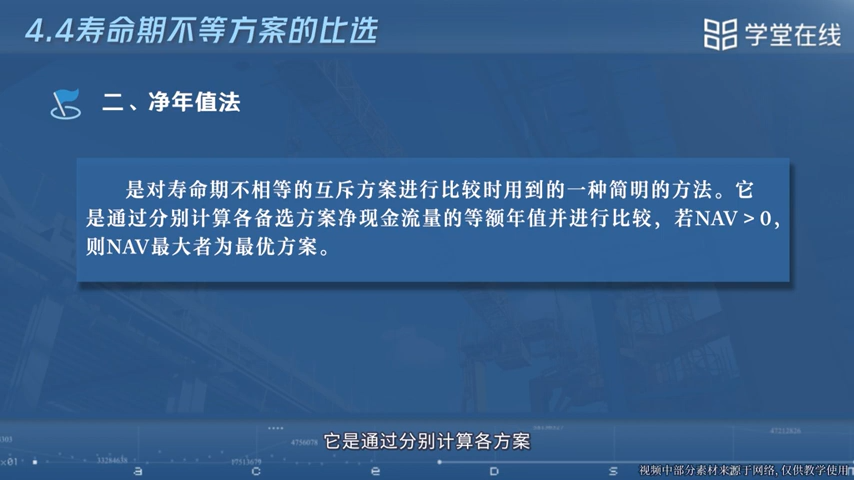 4.4寿命期不等方案的比选
学堂在线
二、净年值法
是对寿命期不相等的互斥方案进行比较时用到的一种简明的方法。它
是通过分别计算各备选方案净现金流量的等额年值并进行比较，若NAV＞0，
则NAV最大者为最优方案。
4756078
47213826
它是通过分别计算各方案
33284638
17513679
a c e D s
视频中部分素材来源于网络，仅供教学使用